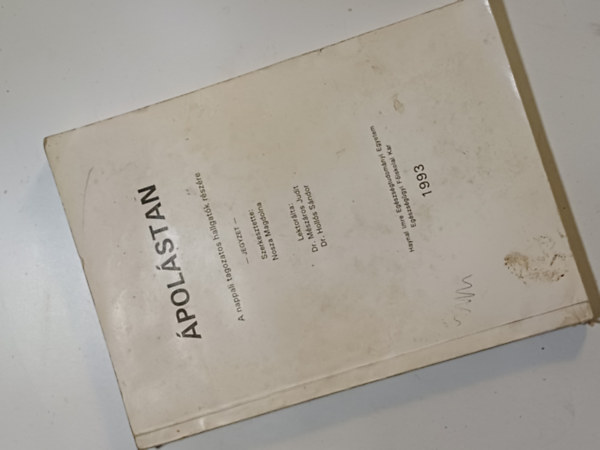 ÁPOLÁSTAN
A nappali tagozatos hallgatók részére
— JEGYZET —
Szerkesztette:
Nosza Magdolna
Lektorálta:
Dr. Mészáros Judit
Dr. Hollós Sándor
Haynal Imre Egészségtudományi Egyetem
Egészségügyi Főiskolai Kar
1993